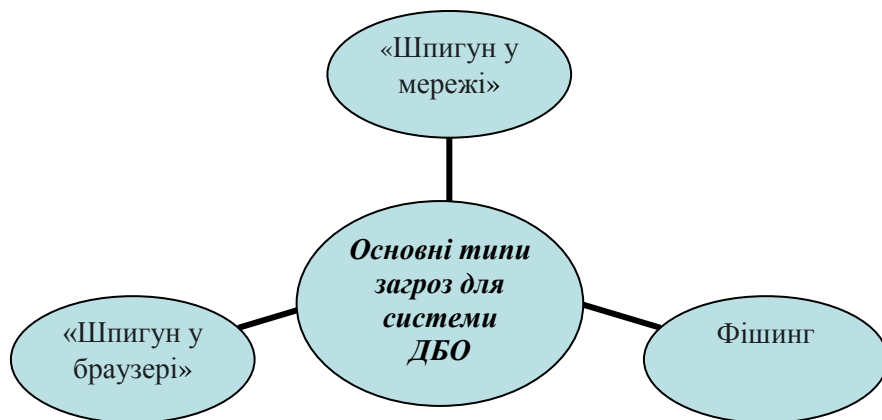 «Шпигун у
мережі»
Основні типи
загроз для
системи
ДБО
«Шпигун у
браузері»
Фішинг